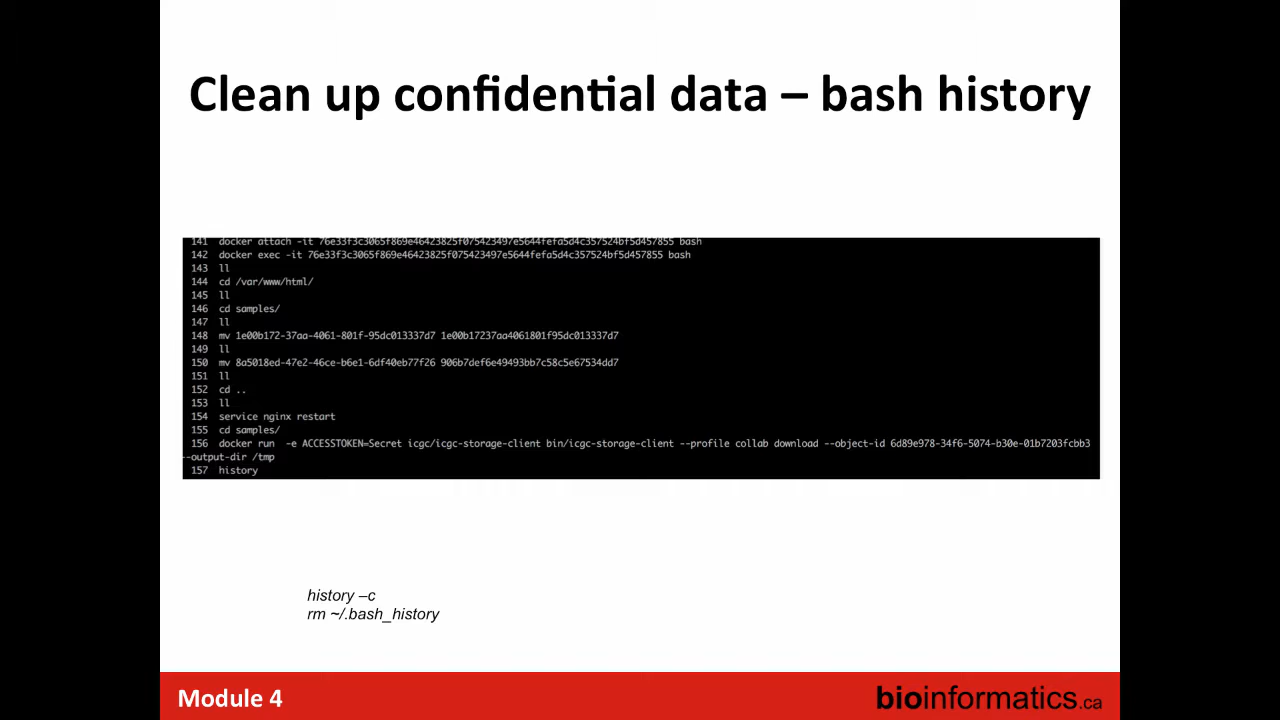 Clean up confidential data – bash history
141 docker attach -it 76e33f3c3065f869e46423825f075423497e5644fefa5d4c357524bf5d457855 bash
142 docker exec -it 76e33f3c3065f869e46423825f075423497e5644fefa5d4c357524bf5d457855 bash
143 ll
144 cd /var/www/html/
145 ll
146 cd samples/
147 ll
148 mv 1e00b172-37aa-4061-801f-95dc013337d7 1e00b17237aa4061801f95dc013337d7
149 ll
150 mv 8a5018ed-47e2-46ce-b6e1-6df40eb77f26 906b7def6e49493bb7c58c5e67534dd7
151 ll
152 cd ..
153 ll
154 service nginx restart
155 cd samples/
156 docker run -e ACCESSTOKEN=Secret icgc/icgc-storage-client bin/icgc-storage-client --profile collab download --object-id 6d89e978-34f6-5074-b30e-01b7203fcbb3
--output-dir /tmp
157 history
history –c
rm ~/.bash_history
Module 4
bioinformatics.ca